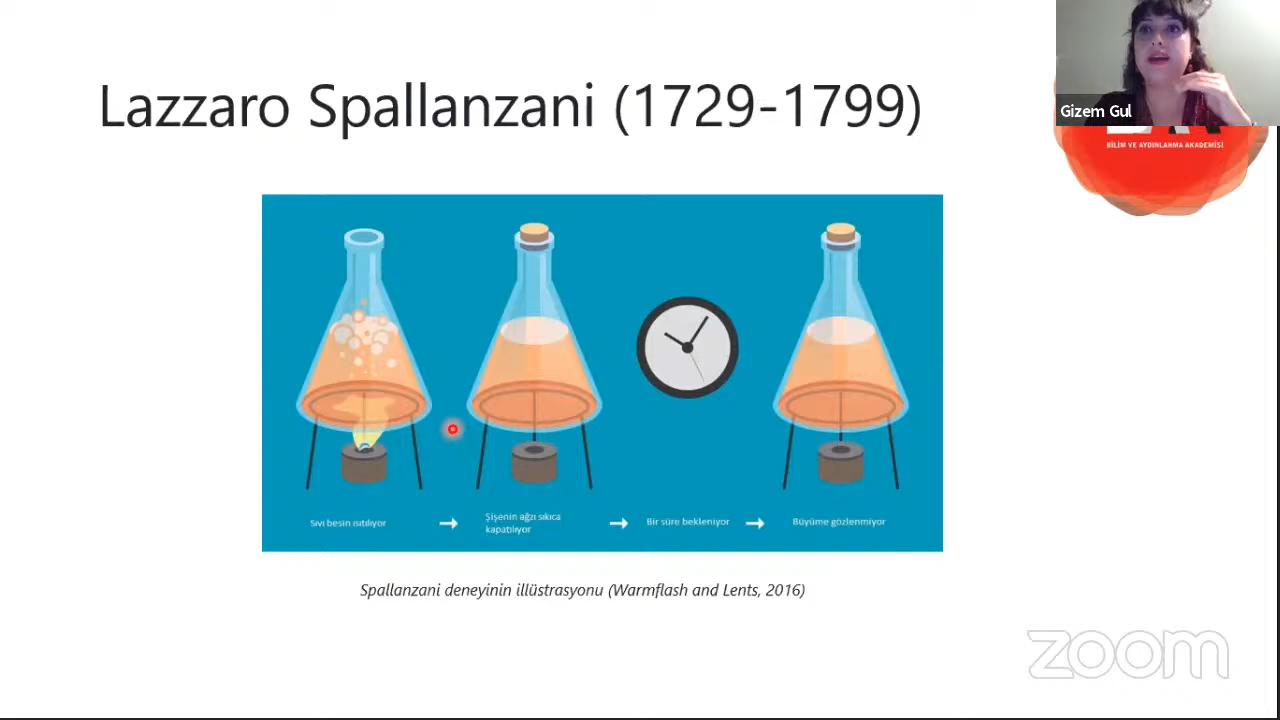 Lazzaro Spallanzani (1729-1799)
Gizem Gul
BİLİM VE AYDINLANMA AKADEMİSİ
Sıvı besin ısıtılıyor
Şişenin ağzı sıkıca
kapatılıyor
Bir süre bekleniyor
Büyüme gözlenmiyor
Spallanzani deneyinin illüstrasyonu (Warmflash and Lents, 2016)
zoom